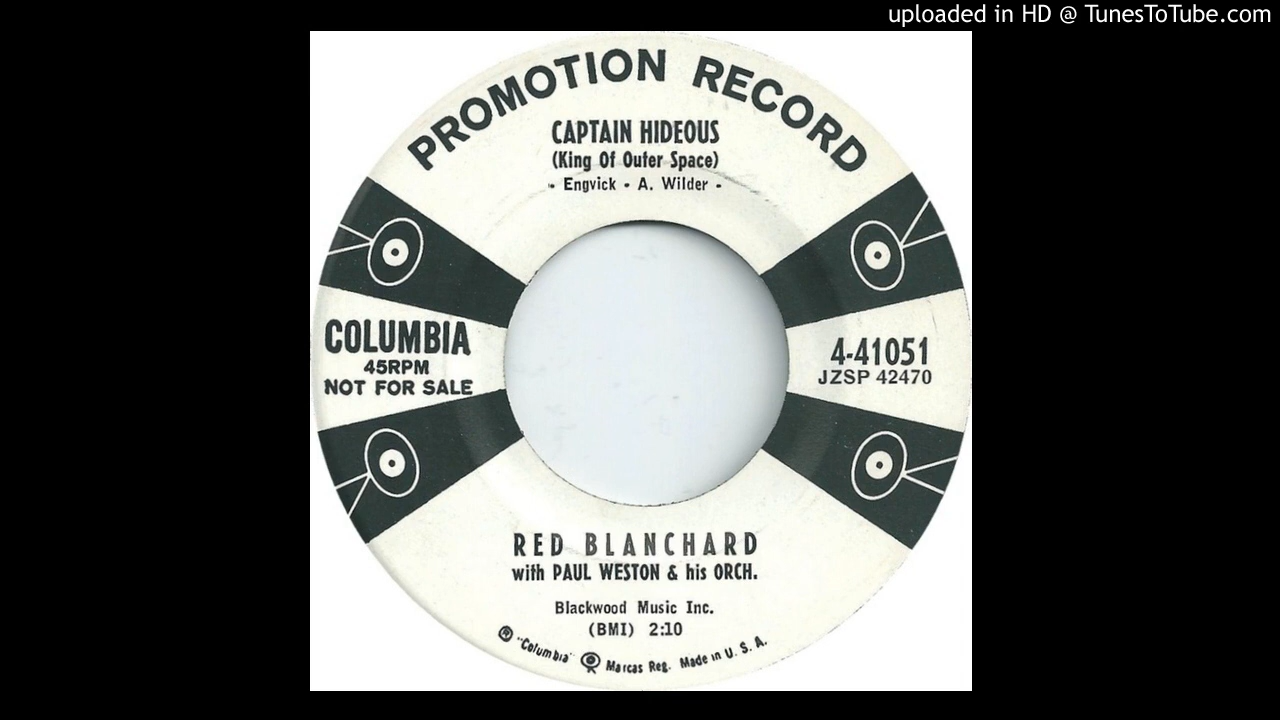 uploaded in HD @ TunesToTube.com
PROMOTION RECORD
CAPTAIN HIDEOUS
(King Of Outer Space)
- Engvick - A. Wilder -
COLUMBIA
45RPM
NOT FOR SALE
4-41051
JZSP 42470
RED BLANCHARD
with PAUL WESTON & his ORCH.
Blackwood Music Inc.
(BMI) 2:10
® "Columbia" Marcas Reg. Made in U. S. A.